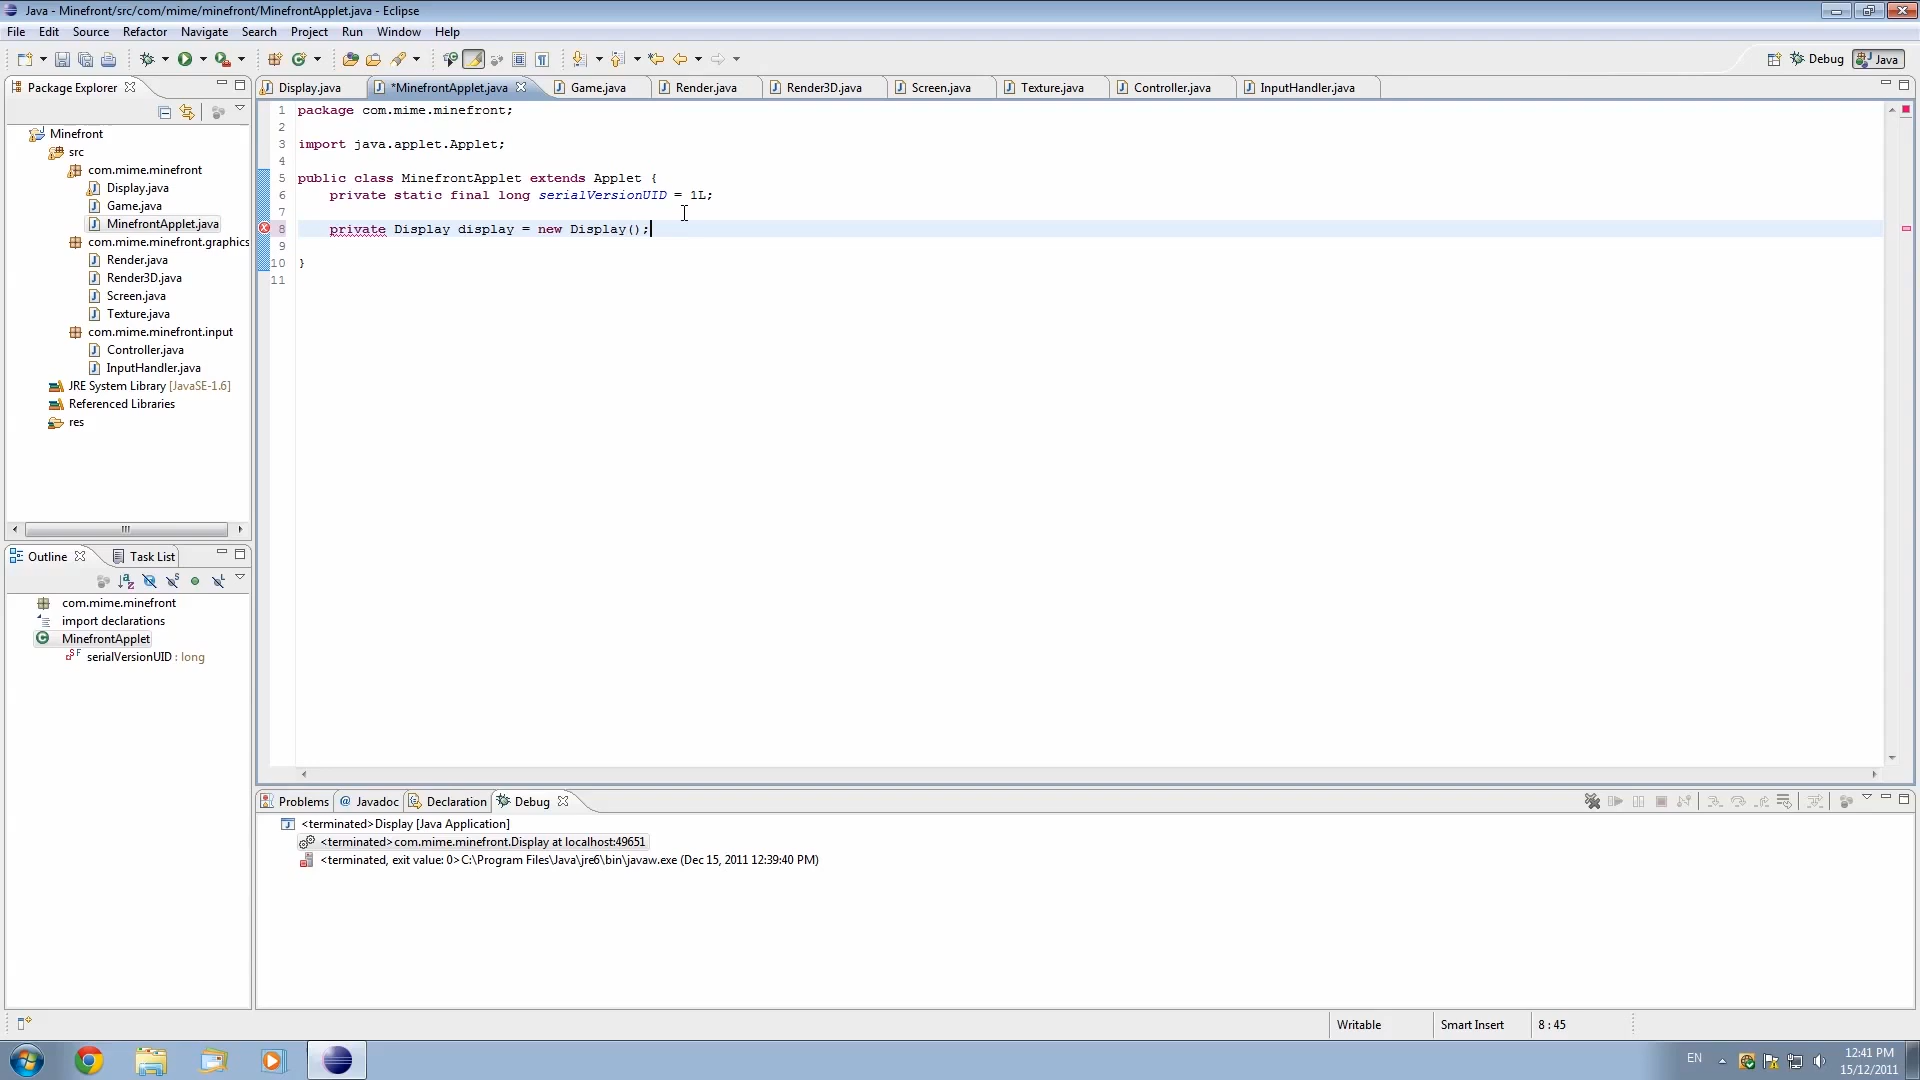 Java - Minefront/src/com/mime/minefront/MinefrontApplet.java - Eclipse
File Edit Source Refactor Navigate Search Project Run Window Help
Debug Java
Package Explorer
Display.java *MinefrontApplet.java Game.java Render.java Render3D.java Screen.java Texture.java Controller.java InputHandler.java
Minefront
src
com.mime.minefront
Display.java
Game.java
MinefrontApplet.java
com.mime.minefront.graphics
Render.java
Render3D.java
Screen.java
Texture.java
com.mime.minefront.input
Controller.java
InputHandler.java
JRE System Library [JavaSE-1.6]
Referenced Libraries
res
1 package com.mime.minefront;
2
3 import java.applet.Applet;
4
5 public class MinefrontApplet extends Applet {
6 private static final long serialVersionUID = 1L;
7
8 private Display display = new Display();
9
10 }
11
Outline Task List
com.mime.minefront
import declarations
MinefrontApplet
serialVersionUID : long
Problems @ Javadoc Declaration Debug
<terminated>Display [Java Application]
<terminated>com.mime.minefront.Display at localhost:49651
<terminated, exit value: 0>C:\Program Files\Java\jre6\bin\javaw.exe (Dec 15, 2011 12:39:40 PM)
Writable Smart Insert 8 : 45
EN
12:41 PM
15/12/2011